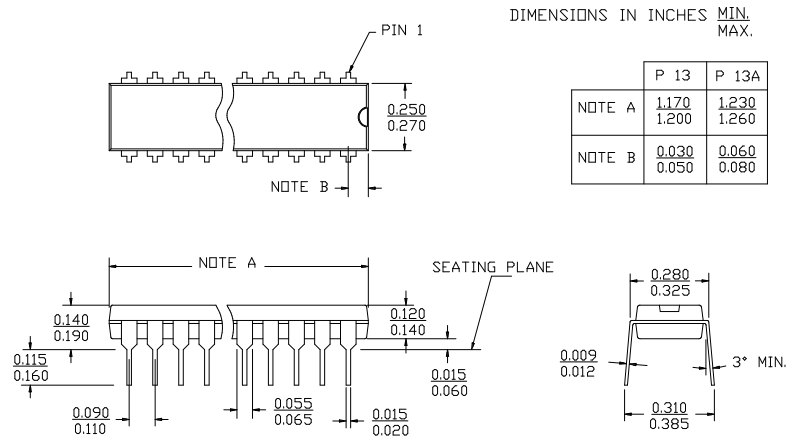 DIMENSIONS IN INCHES MIN.
MAX.
PIN 1
P 13 P 13A
NOTE A 1.170 1.230
1.200 1.260
NOTE B 0.030 0.060
0.050 0.080
0.250
0.270
NOTE B
NOTE A
SEATING PLANE
0.280
0.325
0.140
0.190
0.120
0.140
0.115
0.160
0.015
0.060
0.009
0.012
3° MIN.
0.090
0.110
0.055
0.065
0.015
0.020
0.310
0.385